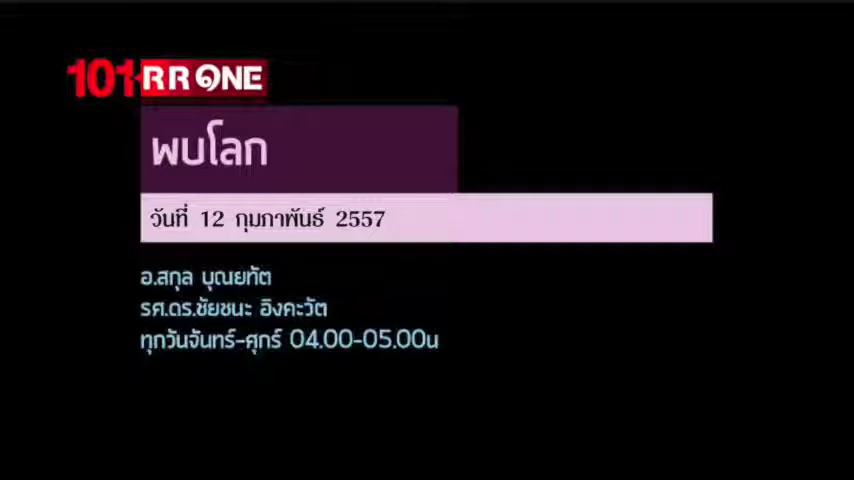 101 RR ONE
พบโลก
วันที่ 12 กุมภาพันธ์ 2557
อ.สกุล บุณยทัต
รศ.ดร.ชัยชนะ อิงคะวัต
ทุกวันจันทร์-ศุกร์ 04.00-05.00น